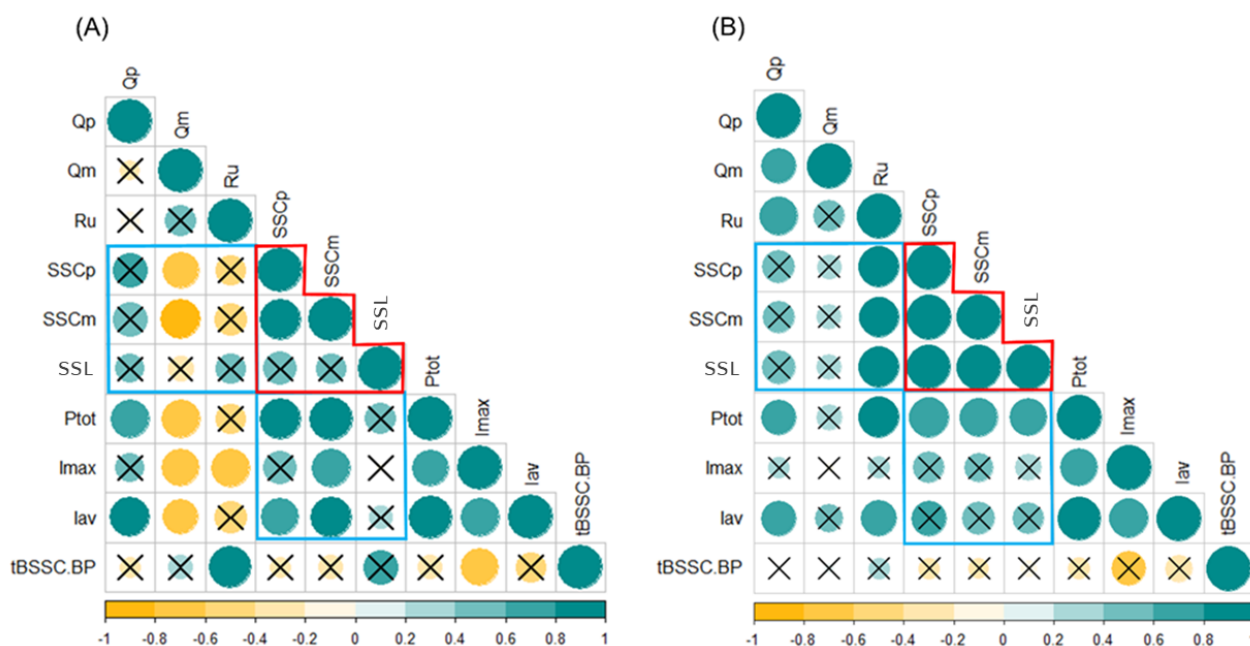 (A)
Qp
Qp
Qm
Qm
Ru
Ru
SSCp
SSCp
SSCm
SSCm
SSL
SSL
Ptot
Ptot
Imax
Imax
Iav
Iav
tBSSC.BP
tBSSC.BP
-1 -0.8 -0.6 -0.4 -0.2 0 0.2 0.4 0.6 0.8 1
(B)
Qp
Qp
Qm
Qm
Ru
Ru
SSCp
SSCp
SSCm
SSCm
SSL
SSL
Ptot
Ptot
Imax
Imax
Iav
Iav
tBSSC.BP
tBSSC.BP
-1 -0.8 -0.6 -0.4 -0.2 0 0.2 0.4 0.6 0.8